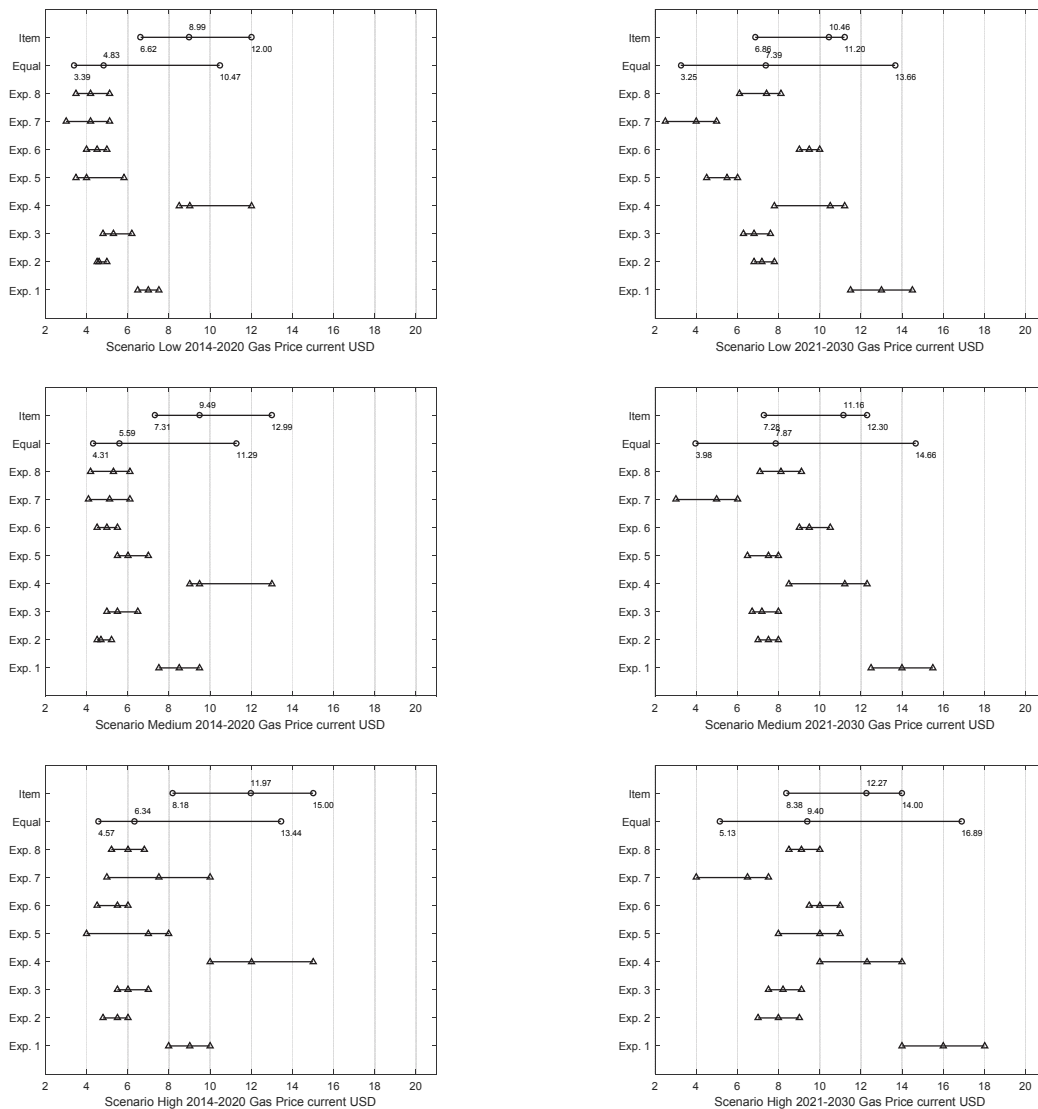 8.99
Item
6.62
12.00
4.83
Equal
3.39
10.47
Exp. 8
Exp. 7
Exp. 6
Exp. 5
Exp. 4
Exp. 3
Exp. 2
Exp. 1
2 4 6 8 10 12 14 16 18 20
Scenario Low 2014-2020 Gas Price current USD
10.46
Item
6.86
11.20
7.39
Equal
3.25
13.66
Exp. 8
Exp. 7
Exp. 6
Exp. 5
Exp. 4
Exp. 3
Exp. 2
Exp. 1
2 4 6 8 10 12 14 16 18 20
Scenario Low 2021-2030 Gas Price current USD
9.49
Item
7.31
12.99
5.59
Equal
4.31
11.29
Exp. 8
Exp. 7
Exp. 6
Exp. 5
Exp. 4
Exp. 3
Exp. 2
Exp. 1
2 4 6 8 10 12 14 16 18 20
Scenario Medium 2014-2020 Gas Price current USD
11.16
Item
7.28
12.30
7.87
Equal
3.98
14.66
Exp. 8
Exp. 7
Exp. 6
Exp. 5
Exp. 4
Exp. 3
Exp. 2
Exp. 1
2 4 6 8 10 12 14 16 18 20
Scenario Medium 2021-2030 Gas Price current USD
11.97
Item
8.18
15.00
6.34
Equal
4.57
13.44
Exp. 8
Exp. 7
Exp. 6
Exp. 5
Exp. 4
Exp. 3
Exp. 2
Exp. 1
2 4 6 8 10 12 14 16 18 20
Scenario High 2014-2020 Gas Price current USD
12.27
Item
8.38
14.00
9.40
Equal
5.13
16.89
Exp. 8
Exp. 7
Exp. 6
Exp. 5
Exp. 4
Exp. 3
Exp. 2
Exp. 1
2 4 6 8 10 12 14 16 18 20
Scenario High 2021-2030 Gas Price current USD